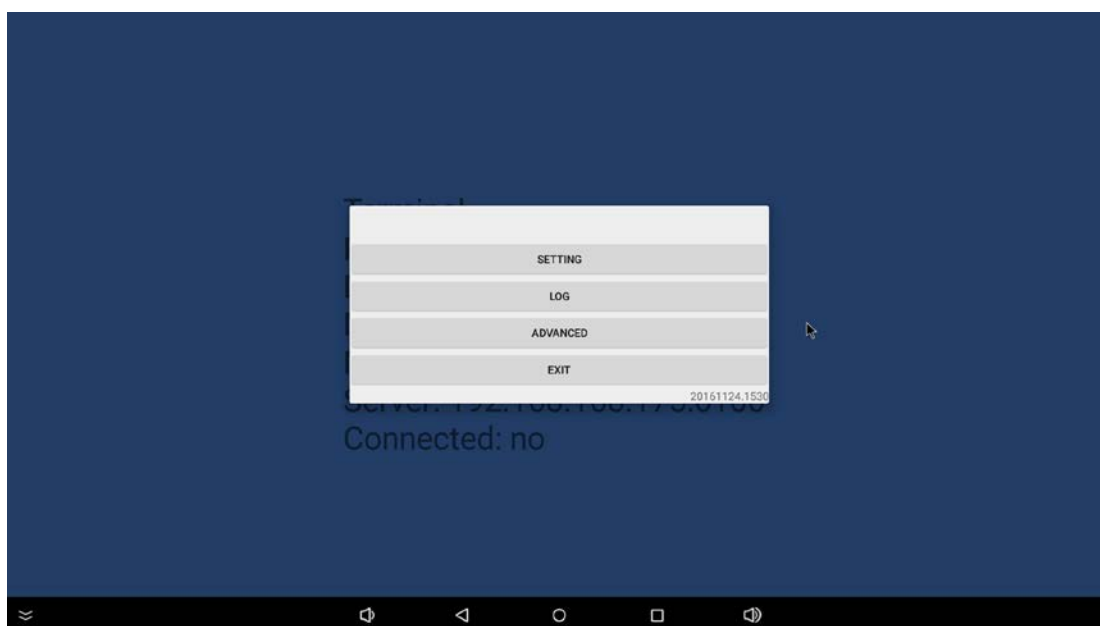 SETTING
LOG
ADVANCED
EXIT
20161124.1530
Connected: no